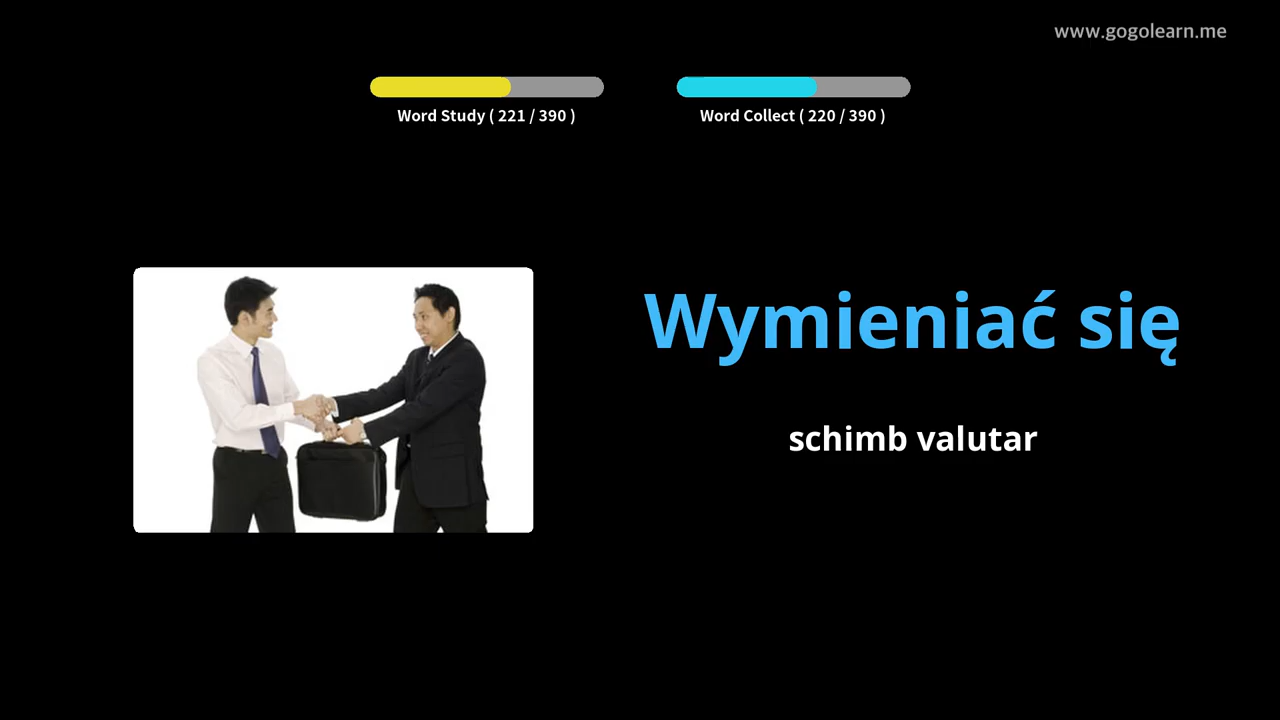 www.gogolearn.me
Word Study ( 221 / 390 )
Word Collect ( 220 / 390 )
Wymieniać się
schimb valutar